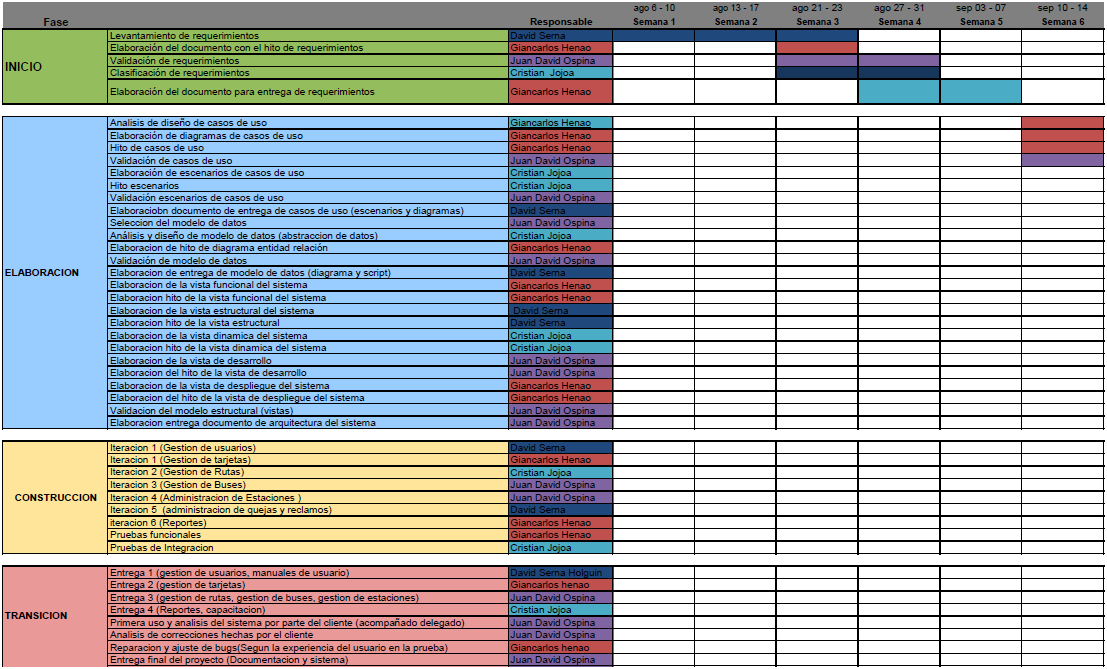 ago 6 - 10 ago 13 - 17 ago 21 - 23 ago 27 - 31 sep 03 - 07 sep 10 - 14
Fase Responsable Semana 1 Semana 2 Semana 3 Semana 4 Semana 5 Semana 6
INICIO
Levantamiento de requerimientos David Serna
Elaboración del documento con el hito de requerimientos Giancarlos Henao
Validación de requerimientos Juan David Ospina
Clasificación de requerimientos Cristian Jojoa
Elaboración del documento para entrega de requerimientos Giancarlos Henao
ELABORACION
Analisis de diseño de casos de uso Giancarlos Henao
Elaboración de diagramas de casos de uso Giancarlos Henao
Hito de casos de uso Giancarlos Henao
Validación de casos de uso Juan David Ospina
Elaboración de escenarios de casos de uso Cristian Jojoa
Hito escenarios Cristian Jojoa
Validación escenarios de casos de uso Juan David Ospina
Elaboraciobn documento de entrega de casos de uso (escenarios y diagramas) David Serna
Seleccion del modelo de datos Juan David Ospina
Análisis y diseño de modelo de datos (abstraccion de datos) Cristian Jojoa
Elaboracion de hito de diagrama entidad relación Giancarlos Henao
Validación de modelo de datos Juan David Ospina
Elaboracion de entrega de modelo de datos (diagrama y script) David Serna
Elaboracion de la vista funcional del sistema Giancarlos Henao
Elaboracion hito de la vista funcional del sistema Giancarlos Henao
Elaboracion de la vista estructural del sistema David Serna
Elaboracion hito de la vista estructural David Serna
Elaboracion de la vista dinamica del sistema Cristian Jojoa
Elaboracion hito de la vista dinamica del sistema Cristian Jojoa
Elaboracion de la vista de desarrollo Juan David Ospina
Elaboracion del hito de la vista de desarrollo Juan David Ospina
Elaboracion de la vista de despliegue del sistema Giancarlos Henao
Elaboracion del hito de la vista de despliegue del sistema Giancarlos Henao
Validacion del modelo estructural (vistas) Juan David Ospina
Elaboracion entrega documento de arquitectura del sistema Juan David Ospina
CONSTRUCCION
Iteracion 1 (Gestion de usuarios) David Serna
Iteracion 1 (Gestion de tarjetas) Giancarlos Henao
Iteracion 2 (Gestion de Rutas) Cristian Jojoa
Iteracion 3 (Gestion de Buses) Juan David Ospina
Iteracion 4 (Administracion de Estaciones ) Juan David Ospina
Iteracion 5 (administracion de quejas y reclamos) David Serna
iteracion 6 (Reportes) Giancarlos Henao
Pruebas funcionales Giancarlos Henao
Pruebas de Integracion Cristian Jojoa
TRANSICION
Entrega 1 (gestion de usuarios, manuales de usuario) David Serna Holguin
Entrega 2 (gestion de tarjetas) Giancarlos henao
Entrega 3 (gestion de rutas, gestion de buses, gestion de estaciones) Juan David Ospina
Entrega 4 (Reportes, capacitacion) Cristian Jojoa
Primera uso y analisis del sistema por parte del cliente (acompañado delegado) Juan David Ospina
Analisis de correcciones hechas por el cliente Juan David Ospina
Reparacion y ajuste de bugs(Segun la experiencia del usuario en la prueba) Giancarlos henao
Entrega final del proyecto (Documentacion y sistema) Juan David Ospina